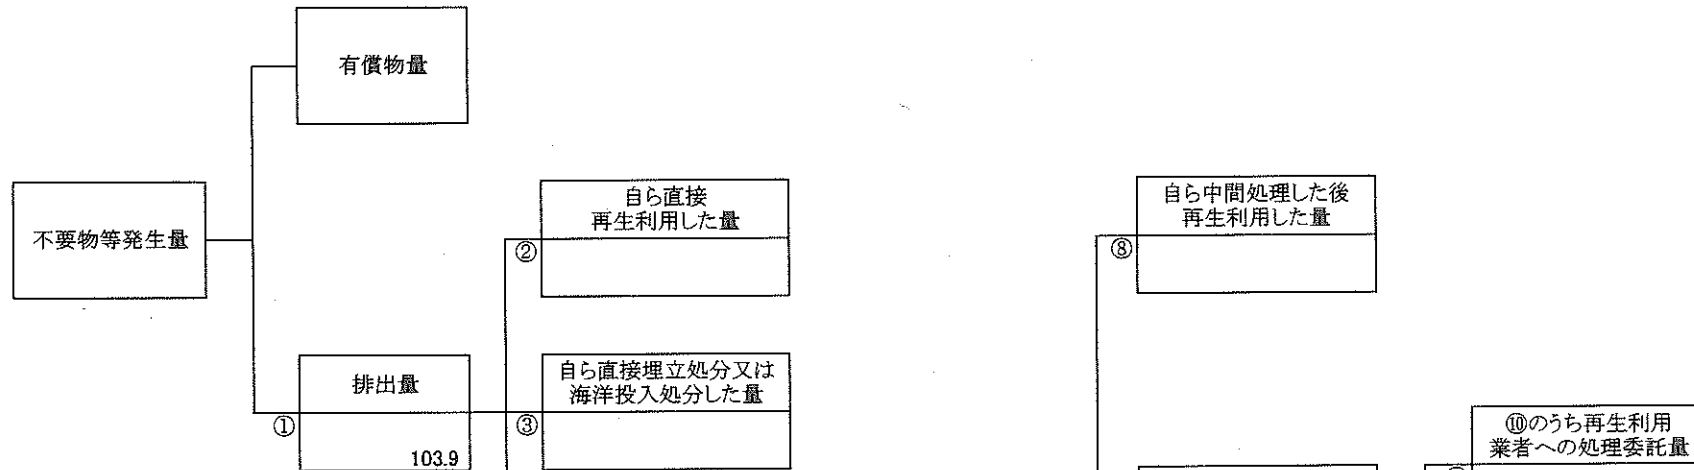 有償物量
不要物等発生量
自ら直接
再生利用した量
②
自ら中間処理した後
再生利用した量
⑧
排出量
①
103.9
自ら直接埋立処分又は
海洋投入処分した量
③
⑩のうち再生利用
業者への処理委託量